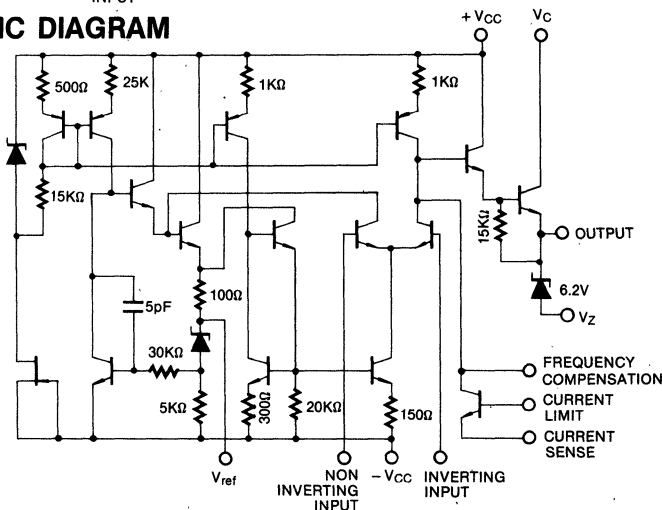 INPUT
IC DIAGRAM
+ VCC
VC
500Ω
25K
1KΩ
1KΩ
15KΩ
15KΩ
OUTPUT
5pF
100Ω
6.2V
VZ
30KΩ
5KΩ
300Ω
20KΩ
150Ω
FREQUENCY
COMPENSATION
CURRENT
LIMIT
CURRENT
SENSE
Vref
NON
INVERTING
INPUT
− VCC
INVERTING
INPUT